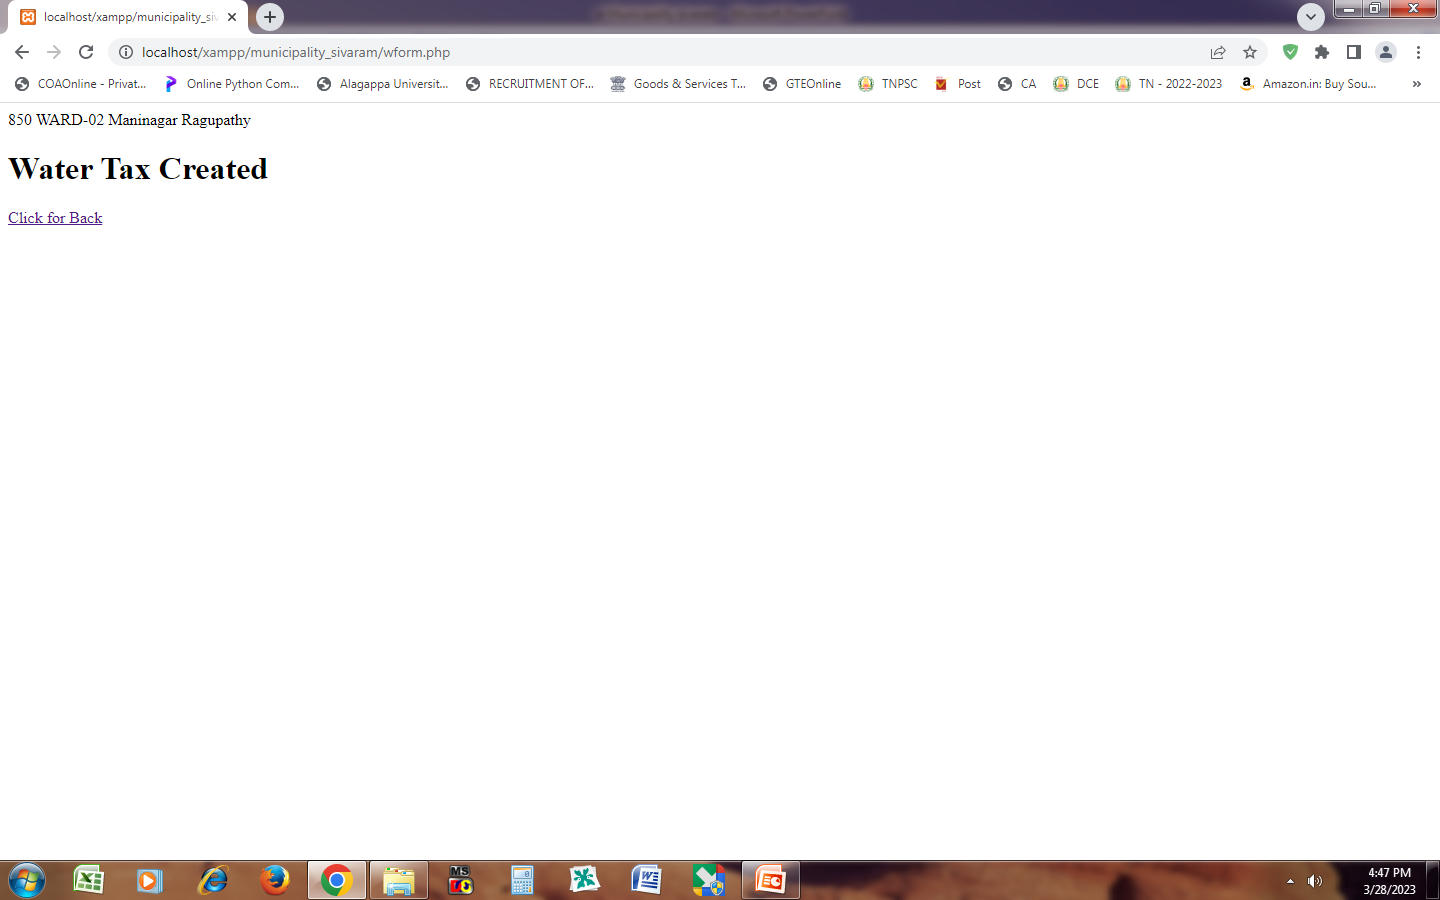 localhost/xampp/municipality_siv
localhost/xampp/municipality_sivaram/wform.php
COAOnline - Privat... Online Python Com... Alagappa Universit... RECRUITMENT OF... Goods & Services T... GTEOnline TNPSC Post CA DCE TN - 2022-2023 Amazon.in: Buy Sou... »
850 WARD-02 Maninagar Ragupathy
Water Tax Created
Click for Back
4:47 PM
3/28/2023